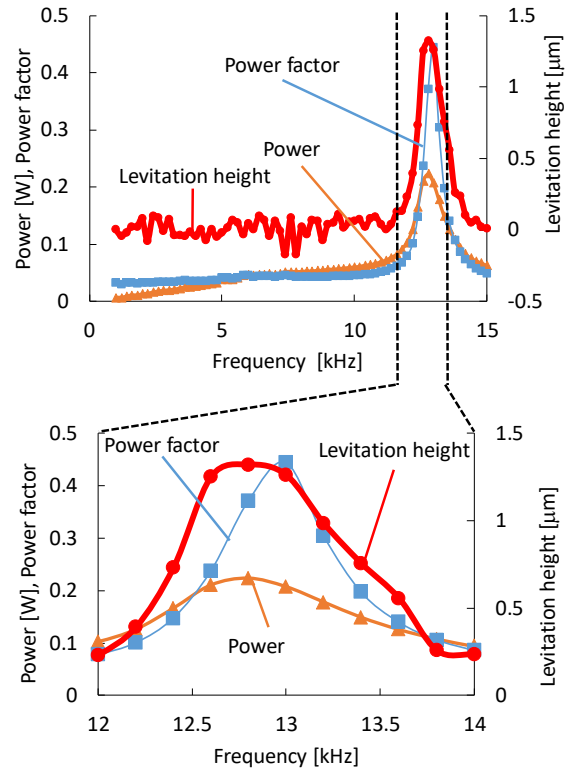 0.5
0.4
0.3
0.2
0.1
0
Power [W], Power factor
1.5
1
0.5
0
-0.5
Levitation height [μm]
Power factor
Power
Levitation height
0
5
10
15
Frequency [kHz]
0.5
0.4
0.3
0.2
0.1
0
Power [W], Power factor
1.5
1
0.5
0
Levitation height [μm]
Power factor
Levitation height
Power
12
12.5
13
13.5
14
Frequency [kHz]